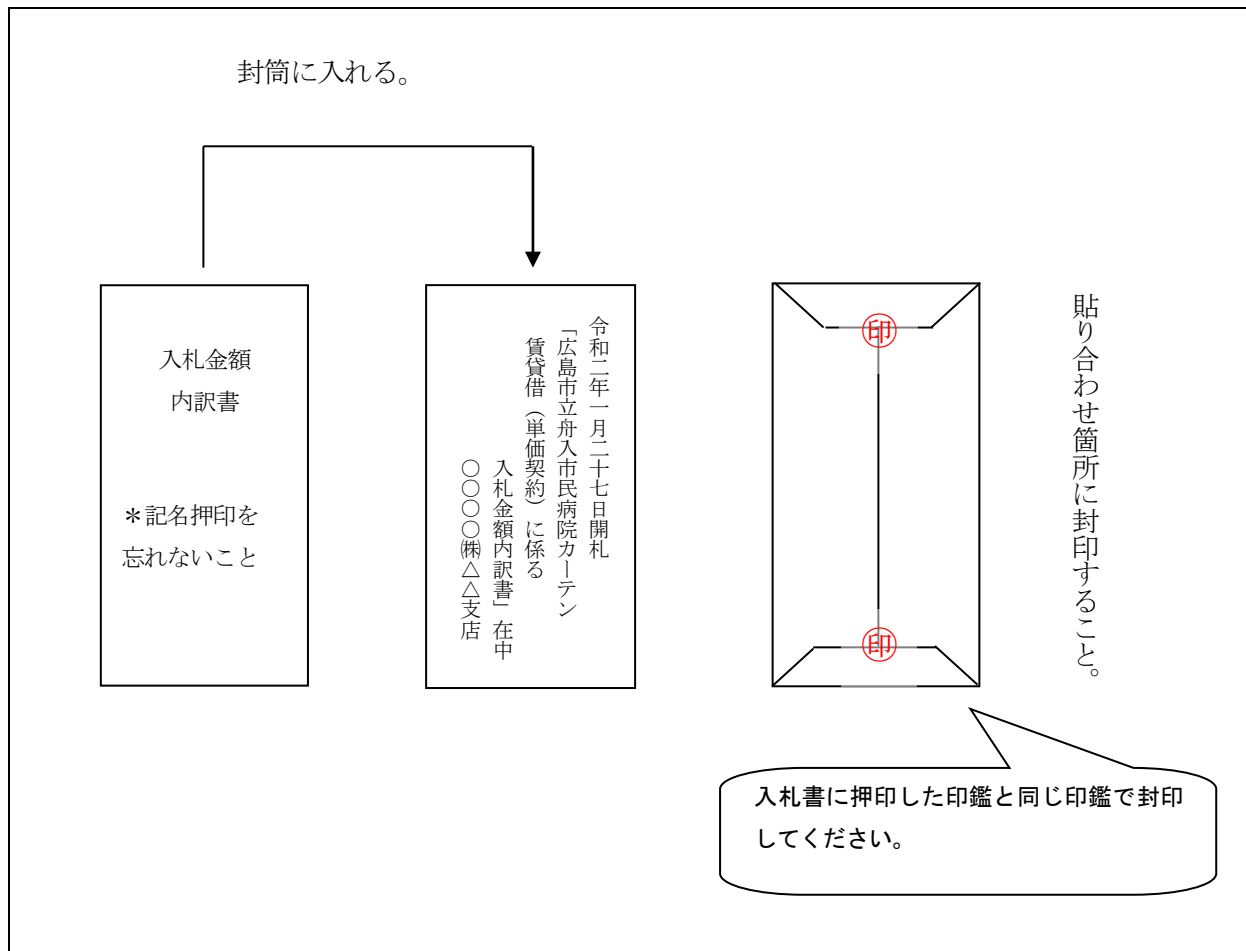 封筒に入れる。
入札金額
内訳書
＊記名押印を
忘れないこと
令和二年一月二十七日開札
「広島市立舟入市民病院カーテン
賃貸借（単価契約）に係る
入札金額内訳書」在中
〇〇〇〇㈱△△支店
印
印
貼り合わせ箇所に封印すること。
入札書に押印した印鑑と同じ印鑑で封印
してください。